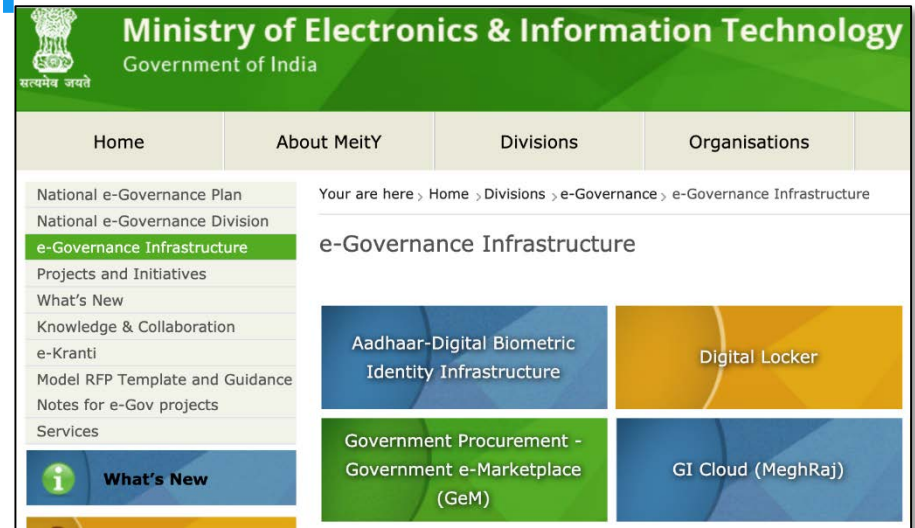 Ministry of Electronics & Information Technology
Government of India
सत्यमेव जयते
Home
About MeitY
Divisions
Organisations
National e-Governance Plan
National e-Governance Division
e-Governance Infrastructure
Projects and Initiatives
What's New
Knowledge & Collaboration
e-Kranti
Model RFP Template and Guidance
Notes for e-Gov projects
Services
What's New
Your are here › Home › Divisions › e-Governance › e-Governance Infrastructure
e-Governance Infrastructure
Aadhaar-Digital Biometric
Identity Infrastructure
Digital Locker
Government Procurement -
Government e-Marketplace
(GeM)
GI Cloud (MeghRaj)